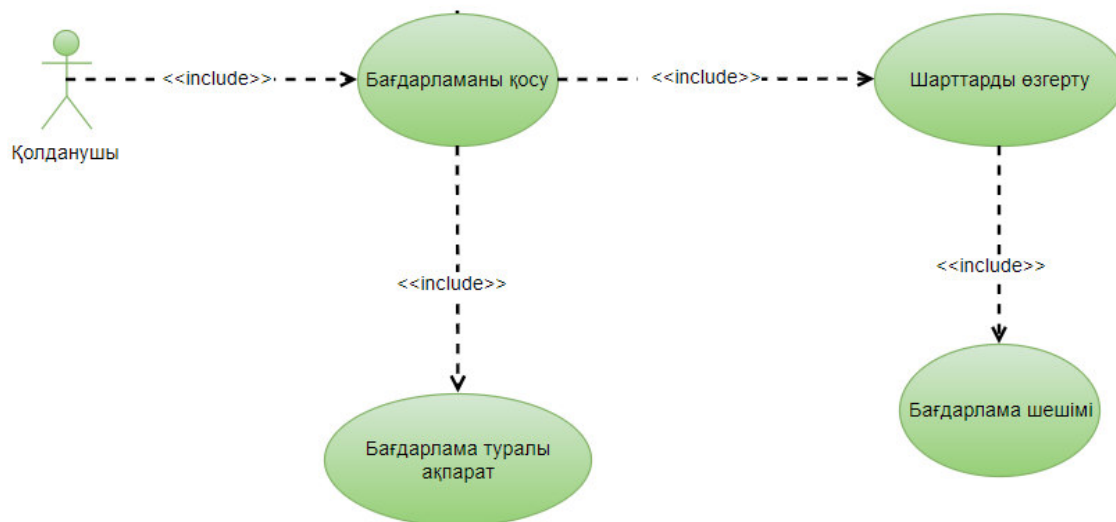 <<include>>
Бағдарламаны қосу
<<include>>
Шарттарды өзгерту
Қолданушы
<<include>>
<<include>>
Бағдарлама туралы
ақпарат
Бағдарлама шешімі